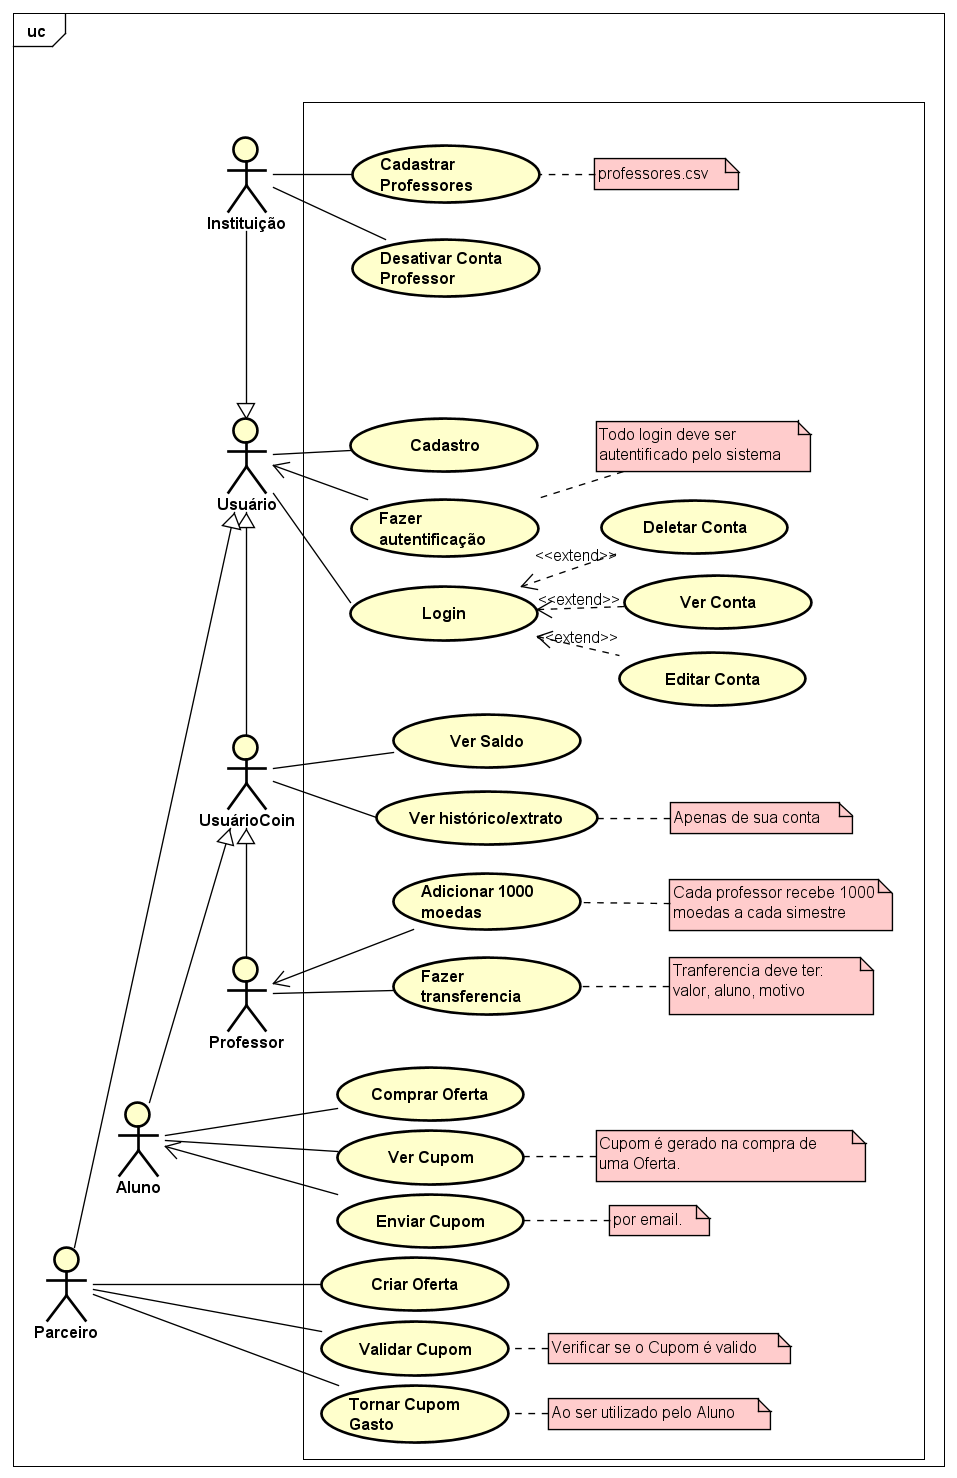 uc
Cadastrar
Professores
professores.csv
Instituição
Desativar Conta
Professor
Cadastro
Todo login deve ser
autentificado pelo sistema
Usuário
Fazer
autentificação
Deletar Conta
<<extend>>
Login
<<extend>>
Ver Conta
<<extend>>
Editar Conta
Ver Saldo
UsuárioCoin
Ver histórico/extrato
Apenas de sua conta
Adicionar 1000
moedas
Cada professor recebe 1000
moedas a cada simestre
Fazer
transferencia
Tranferencia deve ter:
valor, aluno, motivo
Professor
Comprar Oferta
Ver Cupom
Cupom é gerado na compra de
uma Oferta.
Aluno
Enviar Cupom
por email.
Criar Oferta
Parceiro
Validar Cupom
Verificar se o Cupom é valido
Tornar Cupom
Gasto
Ao ser utilizado pelo Aluno